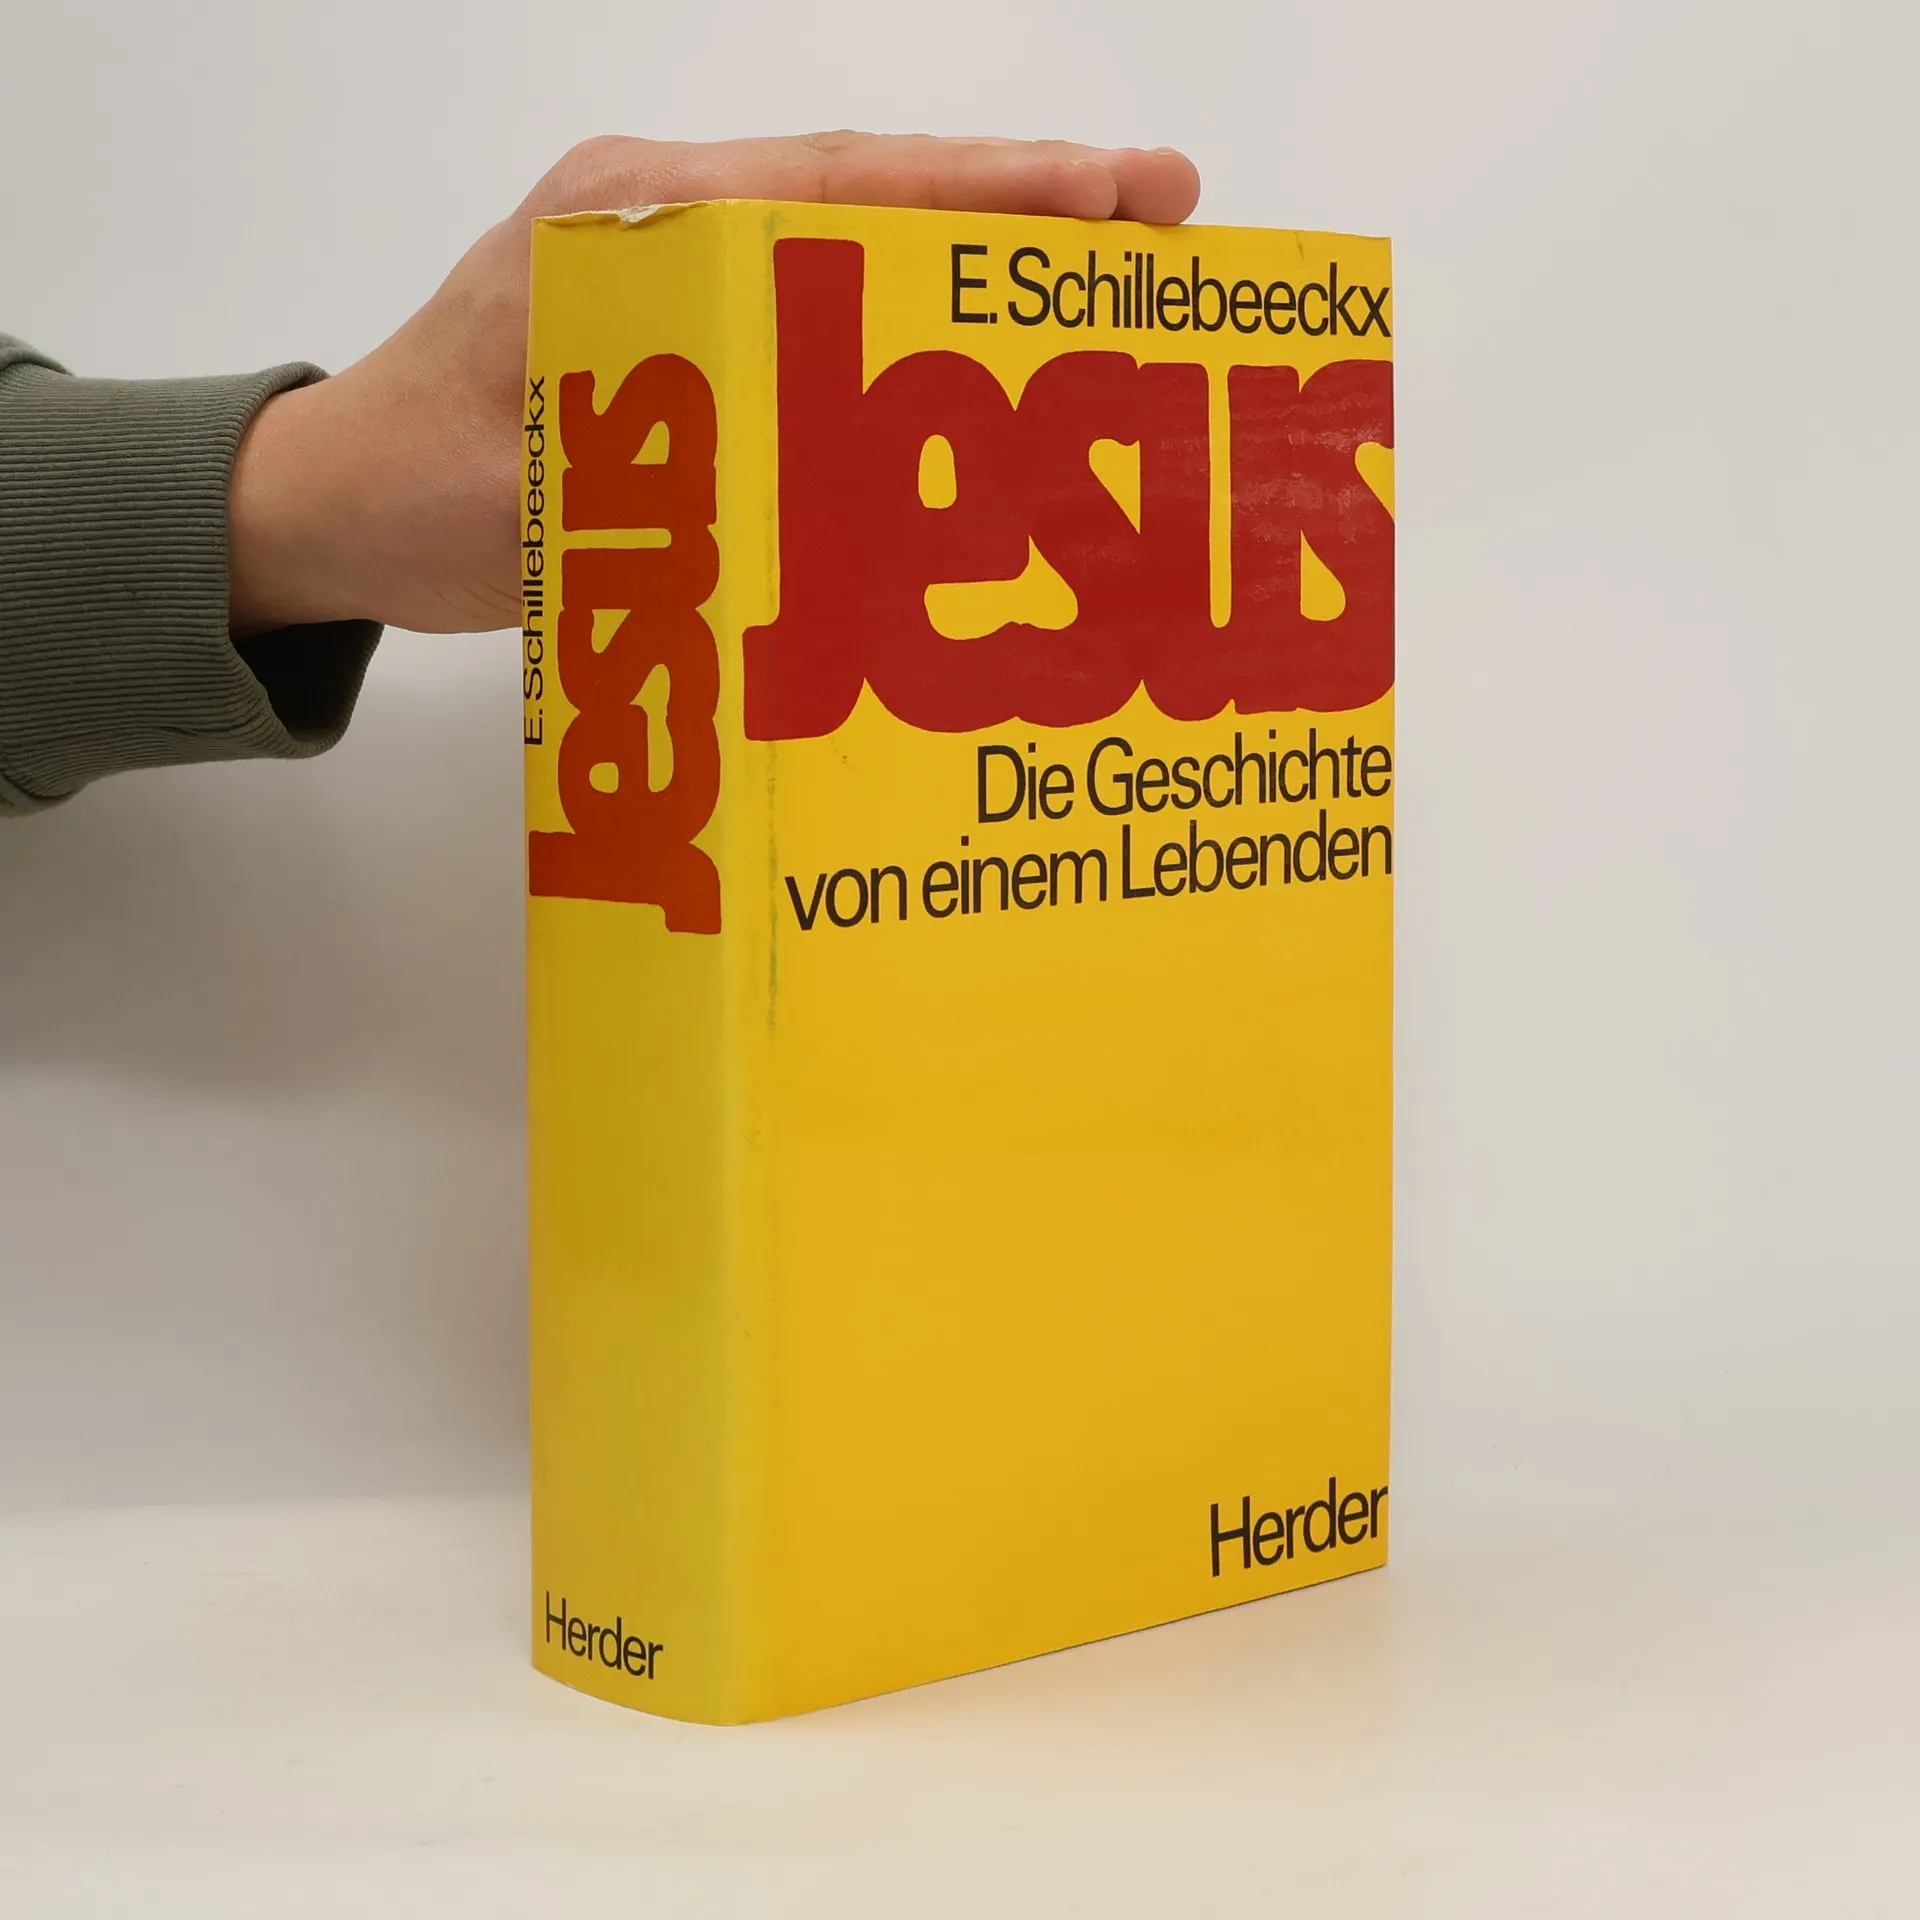 E. Schillebeeckx
Jesus
Die Geschichte
von einem Lebenden
Herder
E. Schillebeeckx
Jesus
Herder